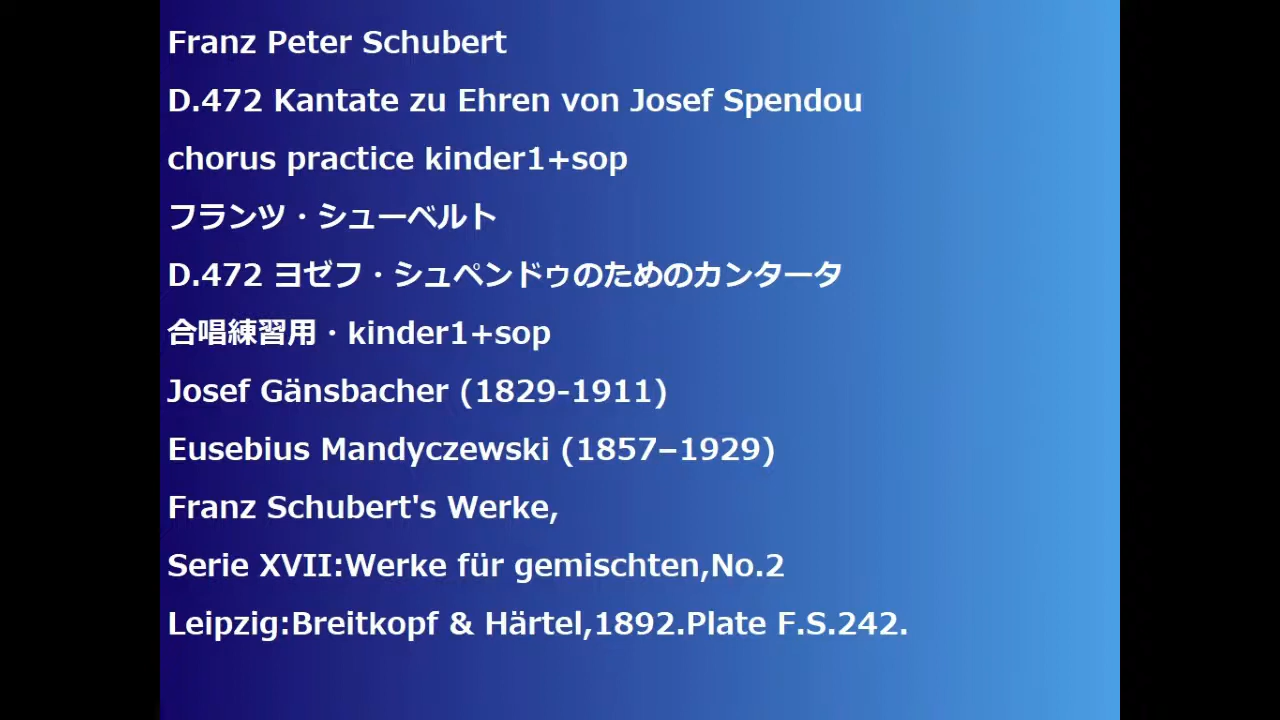 Franz Peter Schubert
D.472 Kantate zu Ehren von Josef Spendou
chorus practice kinder1+sop
フランツ・シューベルト
D.472 ヨゼフ・シュペンドゥのためのカンタータ
合唱練習用・kinder1+sop
Josef Gänsbacher (1829-1911)
Eusebius Mandyczewski (1857–1929)
Franz Schubert's Werke,
Serie XVII:Werke für gemischten,No.2
Leipzig:Breitkopf & Härtel,1892.Plate F.S.242.